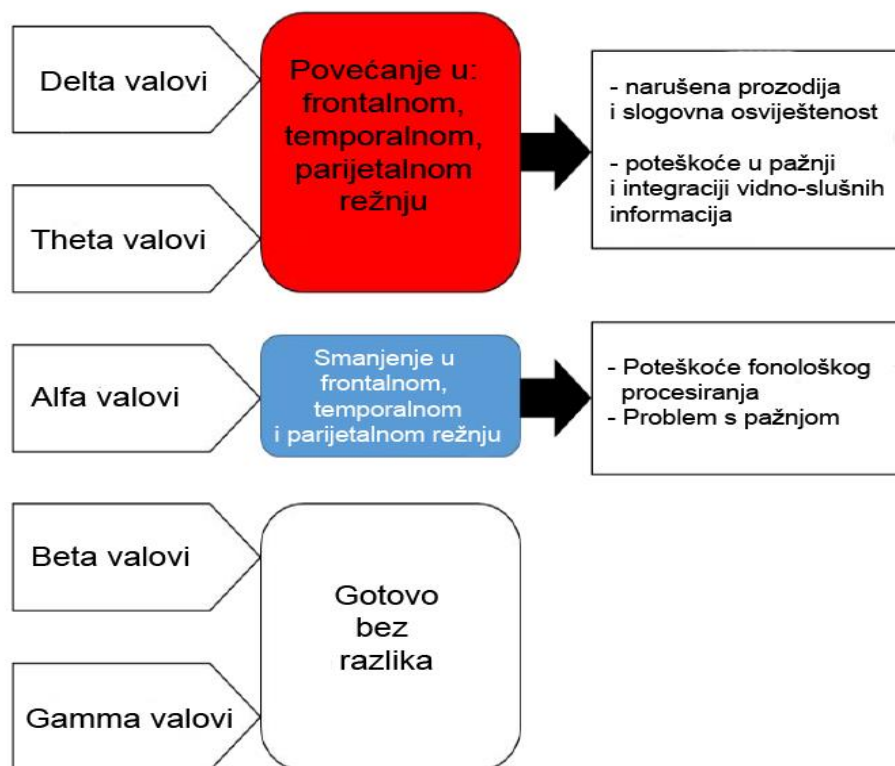 Delta valovi
Povećanje u:
frontalnom,
temporalnom,
parijetalnom
režnju
- narušena prozodija
i slogovna osviještenost
- poteškoće u pažnji
i integraciji vidno-slušnih
informacija
Theta valovi
Alfa valovi
Smanjenje u
frontalnom,
temporalnom
i parijetalnom režnju
- Poteškoće fonološkog
procesiranja
- Problem s pažnjom
Beta valovi
Gotovo
bez
razlika
Gamma valovi